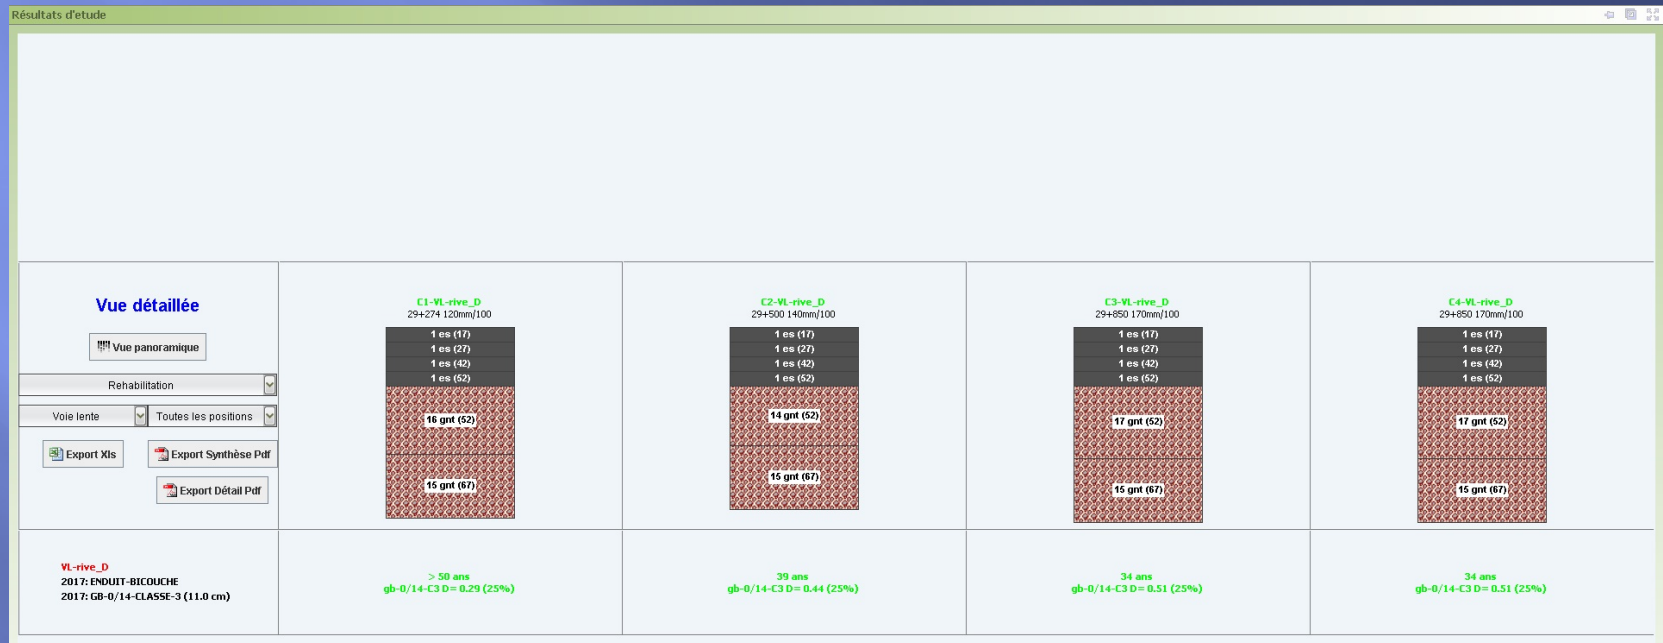 Résultats d'etude
Vue détaillée
Vue panoramique
Rehabilitation
Voie lente
Toutes les positions
Export Xls
Export Synthèse Pdf
Export Détail Pdf
C1-VL-rive_D
29+274 120mm/100
1 es (17)
1 es (27)
1 es (42)
1 es (52)
16 gnt (52)
15 gnt (67)
C2-VL-rive_D
29+500 140mm/100
1 es (17)
1 es (27)
1 es (42)
1 es (52)
14 gnt (52)
15 gnt (67)
C3-VL-rive_D
29+850 170mm/100
1 es (17)
1 es (27)
1 es (42)
1 es (52)
17 gnt (52)
15 gnt (67)
C4-VL-rive_D
29+850 170mm/100
1 es (17)
1 es (27)
1 es (42)
1 es (52)
17 gnt (52)
15 gnt (67)
VL-rive_D
2017: ENDUIT-BICOUCHE
2017: GB-0/14-CLASSE-3 (11.0 cm)
> 50 ans
gb-0/14-C3 D= 0.29 (25%)
39 ans
gb-0/14-C3 D= 0.44 (25%)
34 ans
gb-0/14-C3 D= 0.51 (25%)
34 ans
gb-0/14-C3 D= 0.51 (25%)